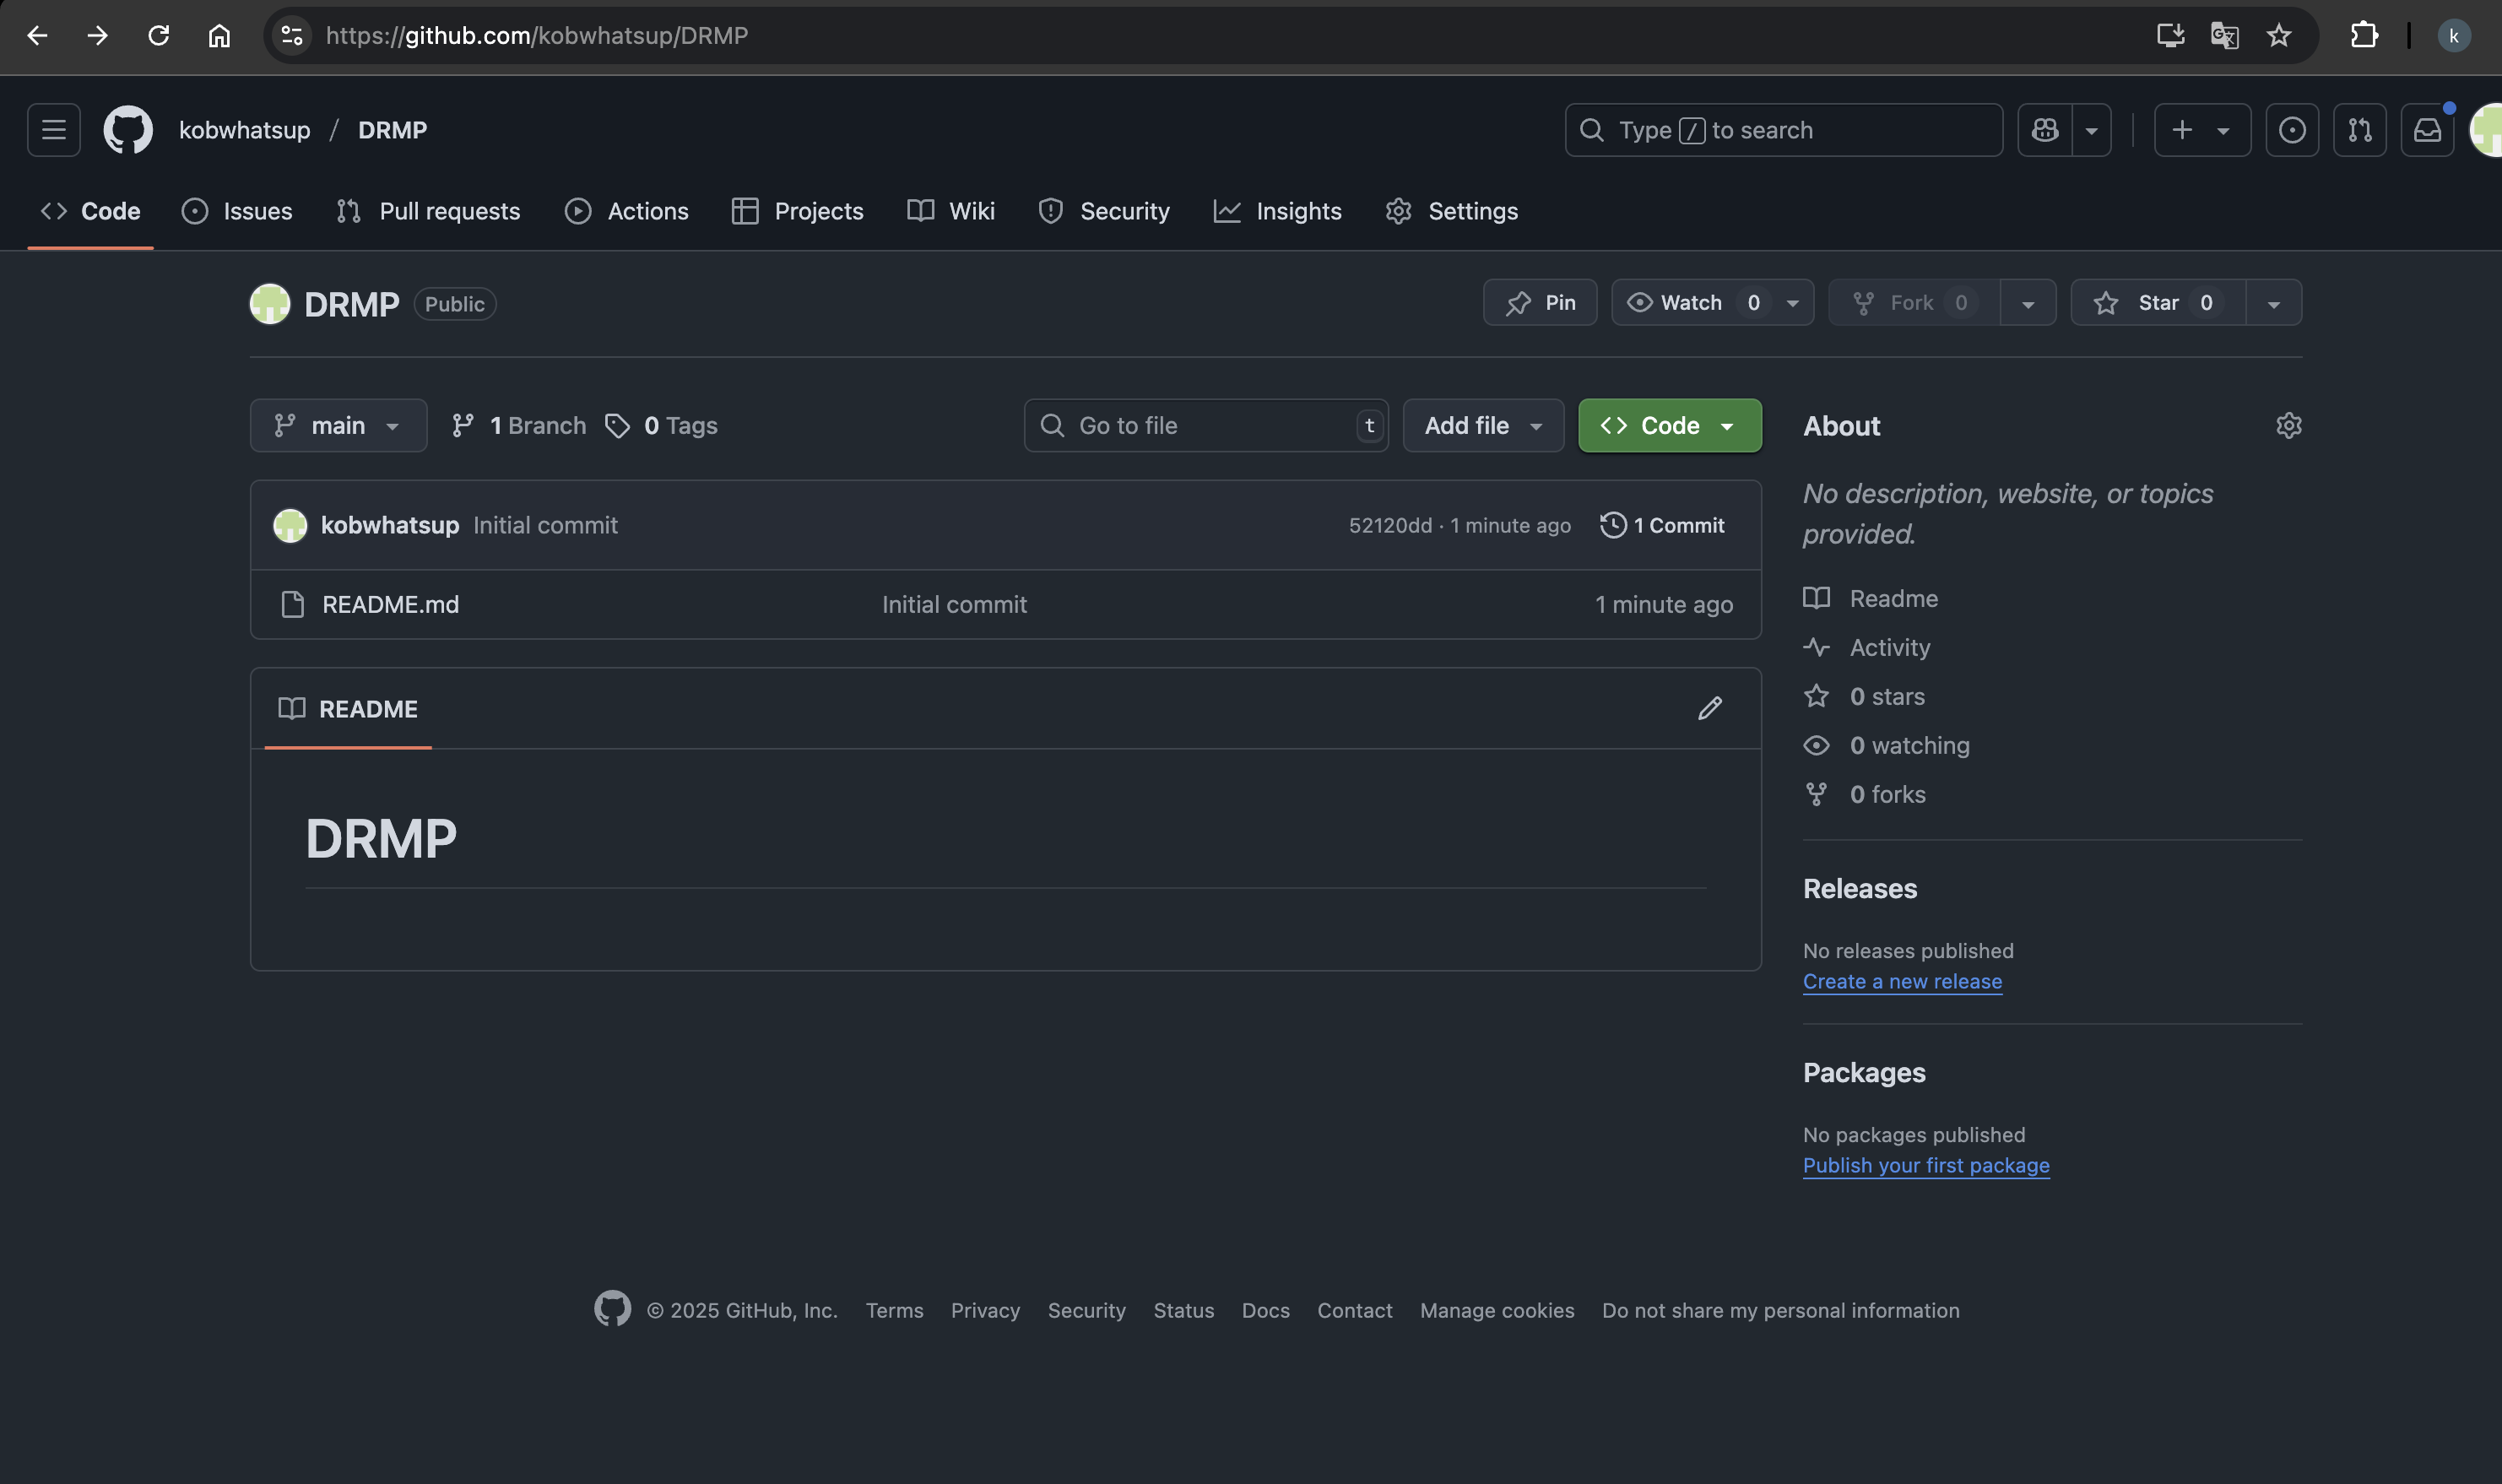 https://github.com/kobwhatsup/DRMP
k
kobwhatsup / DRMP
Type / to search
Code Issues Pull requests Actions Projects Wiki Security Insights Settings
DRMP Public
Pin Watch 0 Fork 0 Star 0
main 1 Branch 0 Tags
Go to file t Add file Code
kobwhatsup Initial commit 52120dd · 1 minute ago 1 Commit
README.md Initial commit 1 minute ago
README
DRMP
About
No description, website, or topics
provided.
Readme
Activity
0 stars
0 watching
0 forks
Releases
No releases published
Create a new release
Packages
No packages published
Publish your first package
© 2025 GitHub, Inc. Terms Privacy Security Status Docs Contact Manage cookies Do not share my personal information